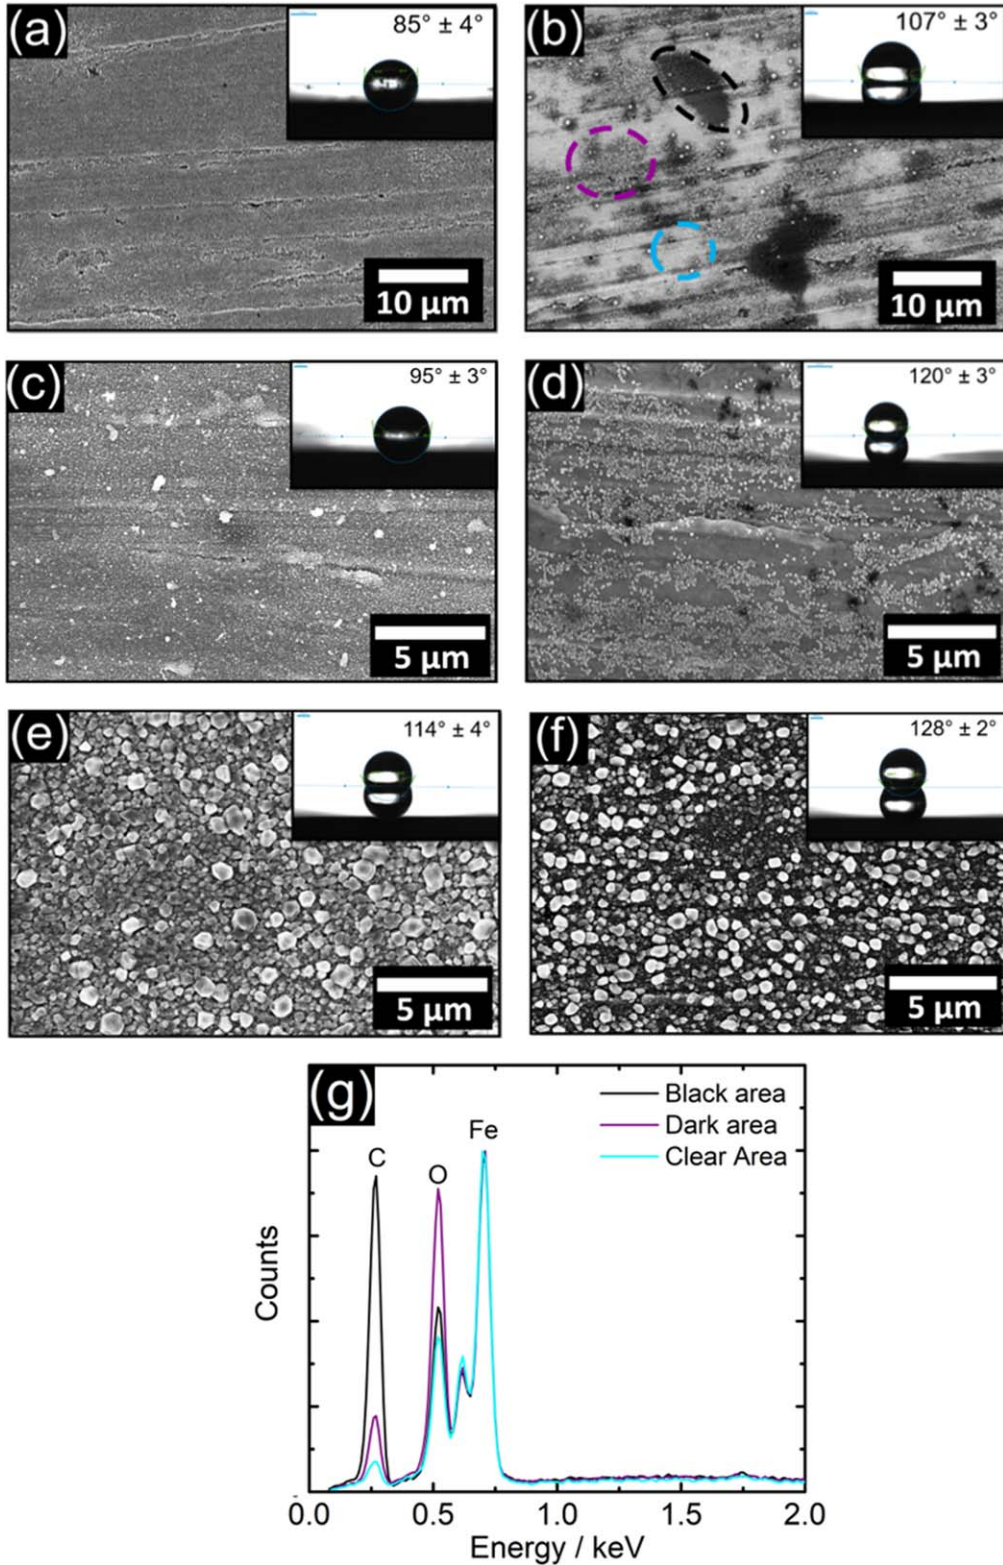 (a)
85° ± 4°
10 µm
(b)
107° ± 3°
10 µm
(c)
95° ± 3°
5 µm
(d)
120° ± 3°
5 µm
(e)
114° ± 4°
5 µm
(f)
128° ± 2°
5 µm
(g)
Black area
Dark area
Clear Area
C
O
Fe
Counts
0.0 0.5 1.0 1.5 2.0
Energy / keV